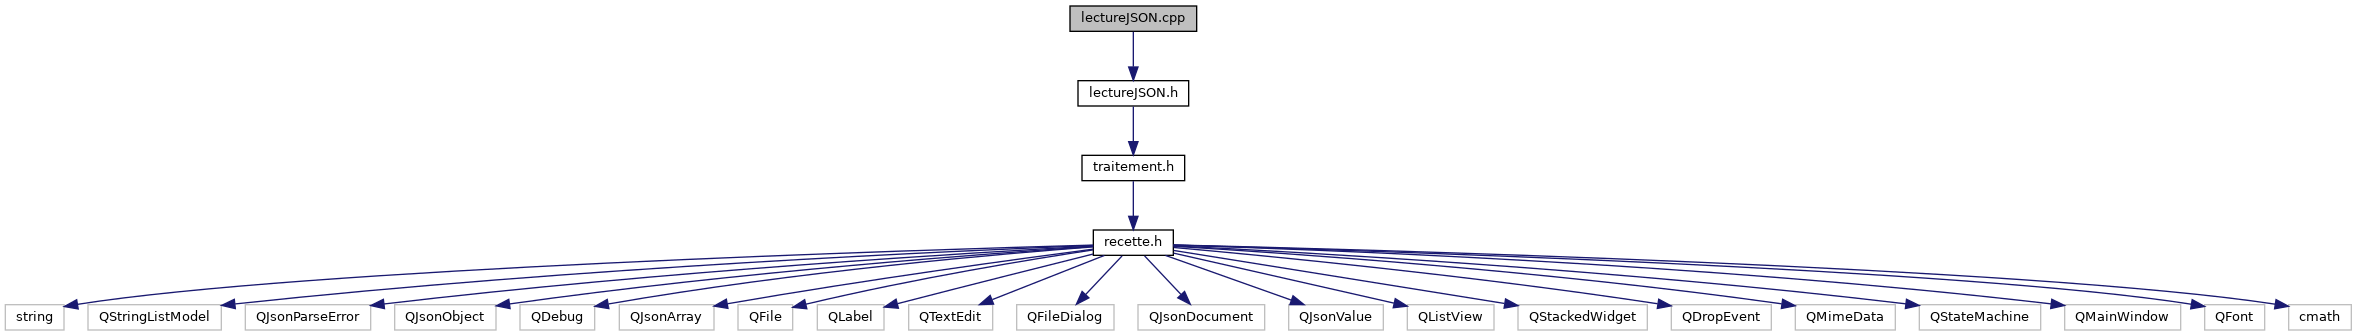 lectureJSON.cpp
lectureJSON.h
traitement.h
recette.h
string QStringListModel QJsonParseError QJsonObject QDebug QJsonArray QFile QLabel QTextEdit QFileDialog QJsonDocument QJsonValue QListView QStackedWidget QDropEvent QMimeData QStateMachine QMainWindow QFont cmath